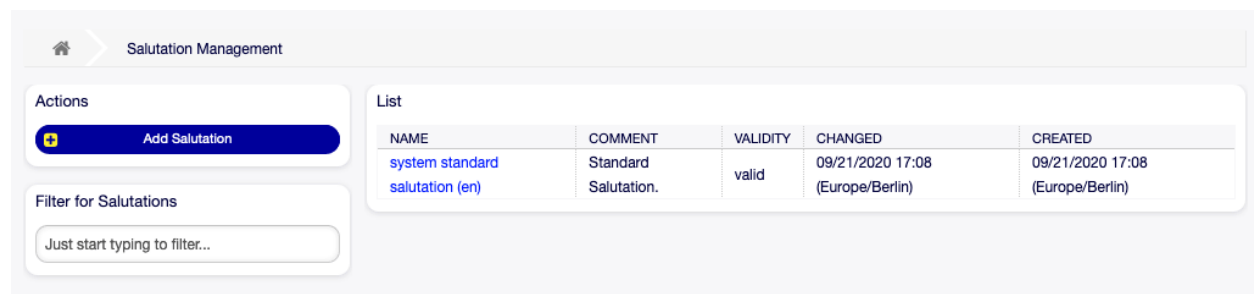 Salutation Management
Actions
Add Salutation
Filter for Salutations
Just start typing to filter...
List
NAME COMMENT VALIDITY CHANGED CREATED
system standard Standard valid 09/21/2020 17:08 09/21/2020 17:08
salutation (en) Salutation. (Europe/Berlin) (Europe/Berlin)